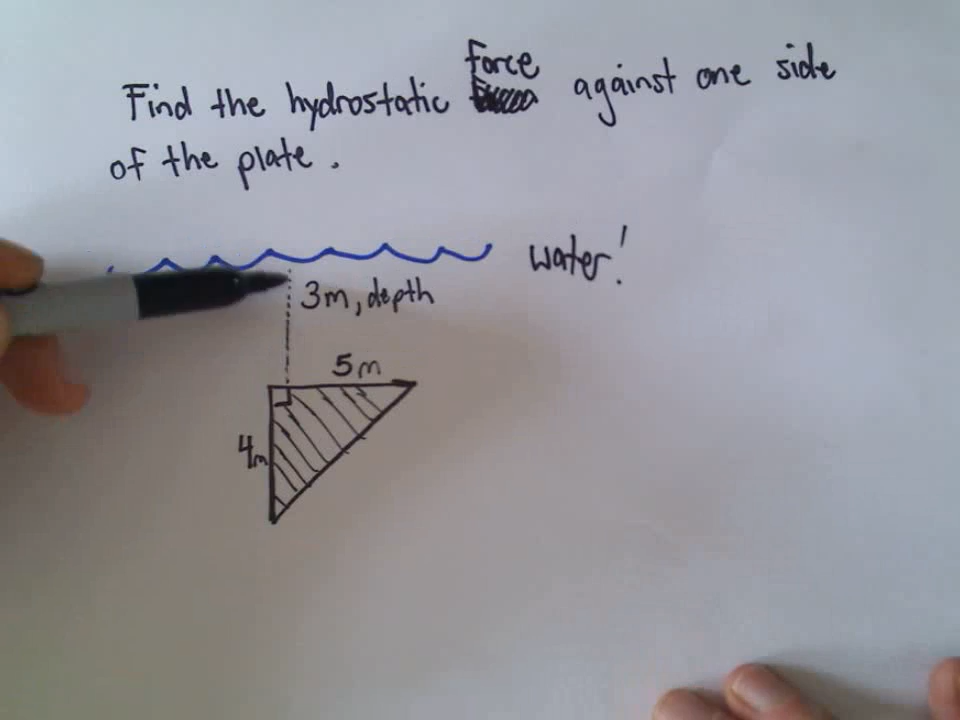 Find the hydrostatic force against one side
of the plate.
water!
3m, depth
5m
4m